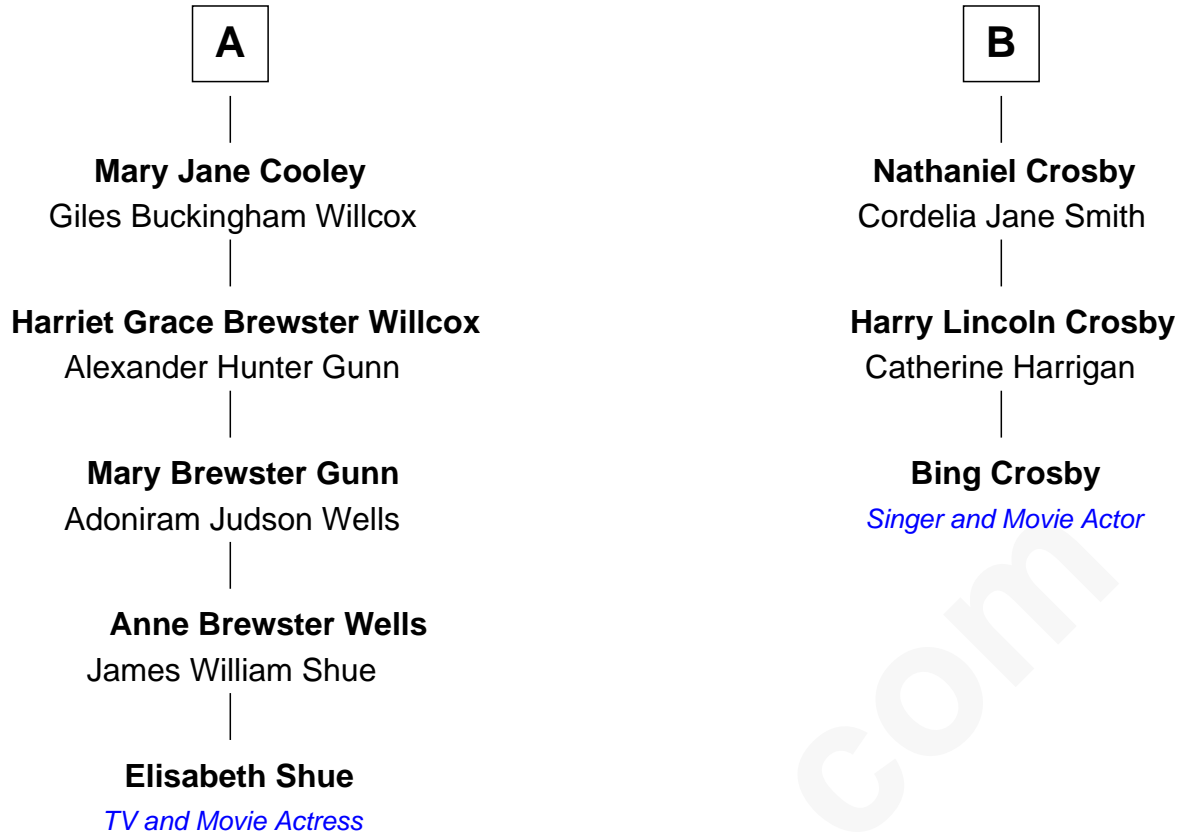 A
Mary Jane Cooley
Giles Buckingham Willcox
Harriet Grace Brewster Willcox
Alexander Hunter Gunn
Mary Brewster Gunn
Adoniram Judson Wells
Anne Brewster Wells
James William Shue
Elisabeth Shue
TV and Movie Actress
B
Nathaniel Crosby
Cordelia Jane Smith
Harry Lincoln Crosby
Catherine Harrigan
Bing Crosby
Singer and Movie Actor
com